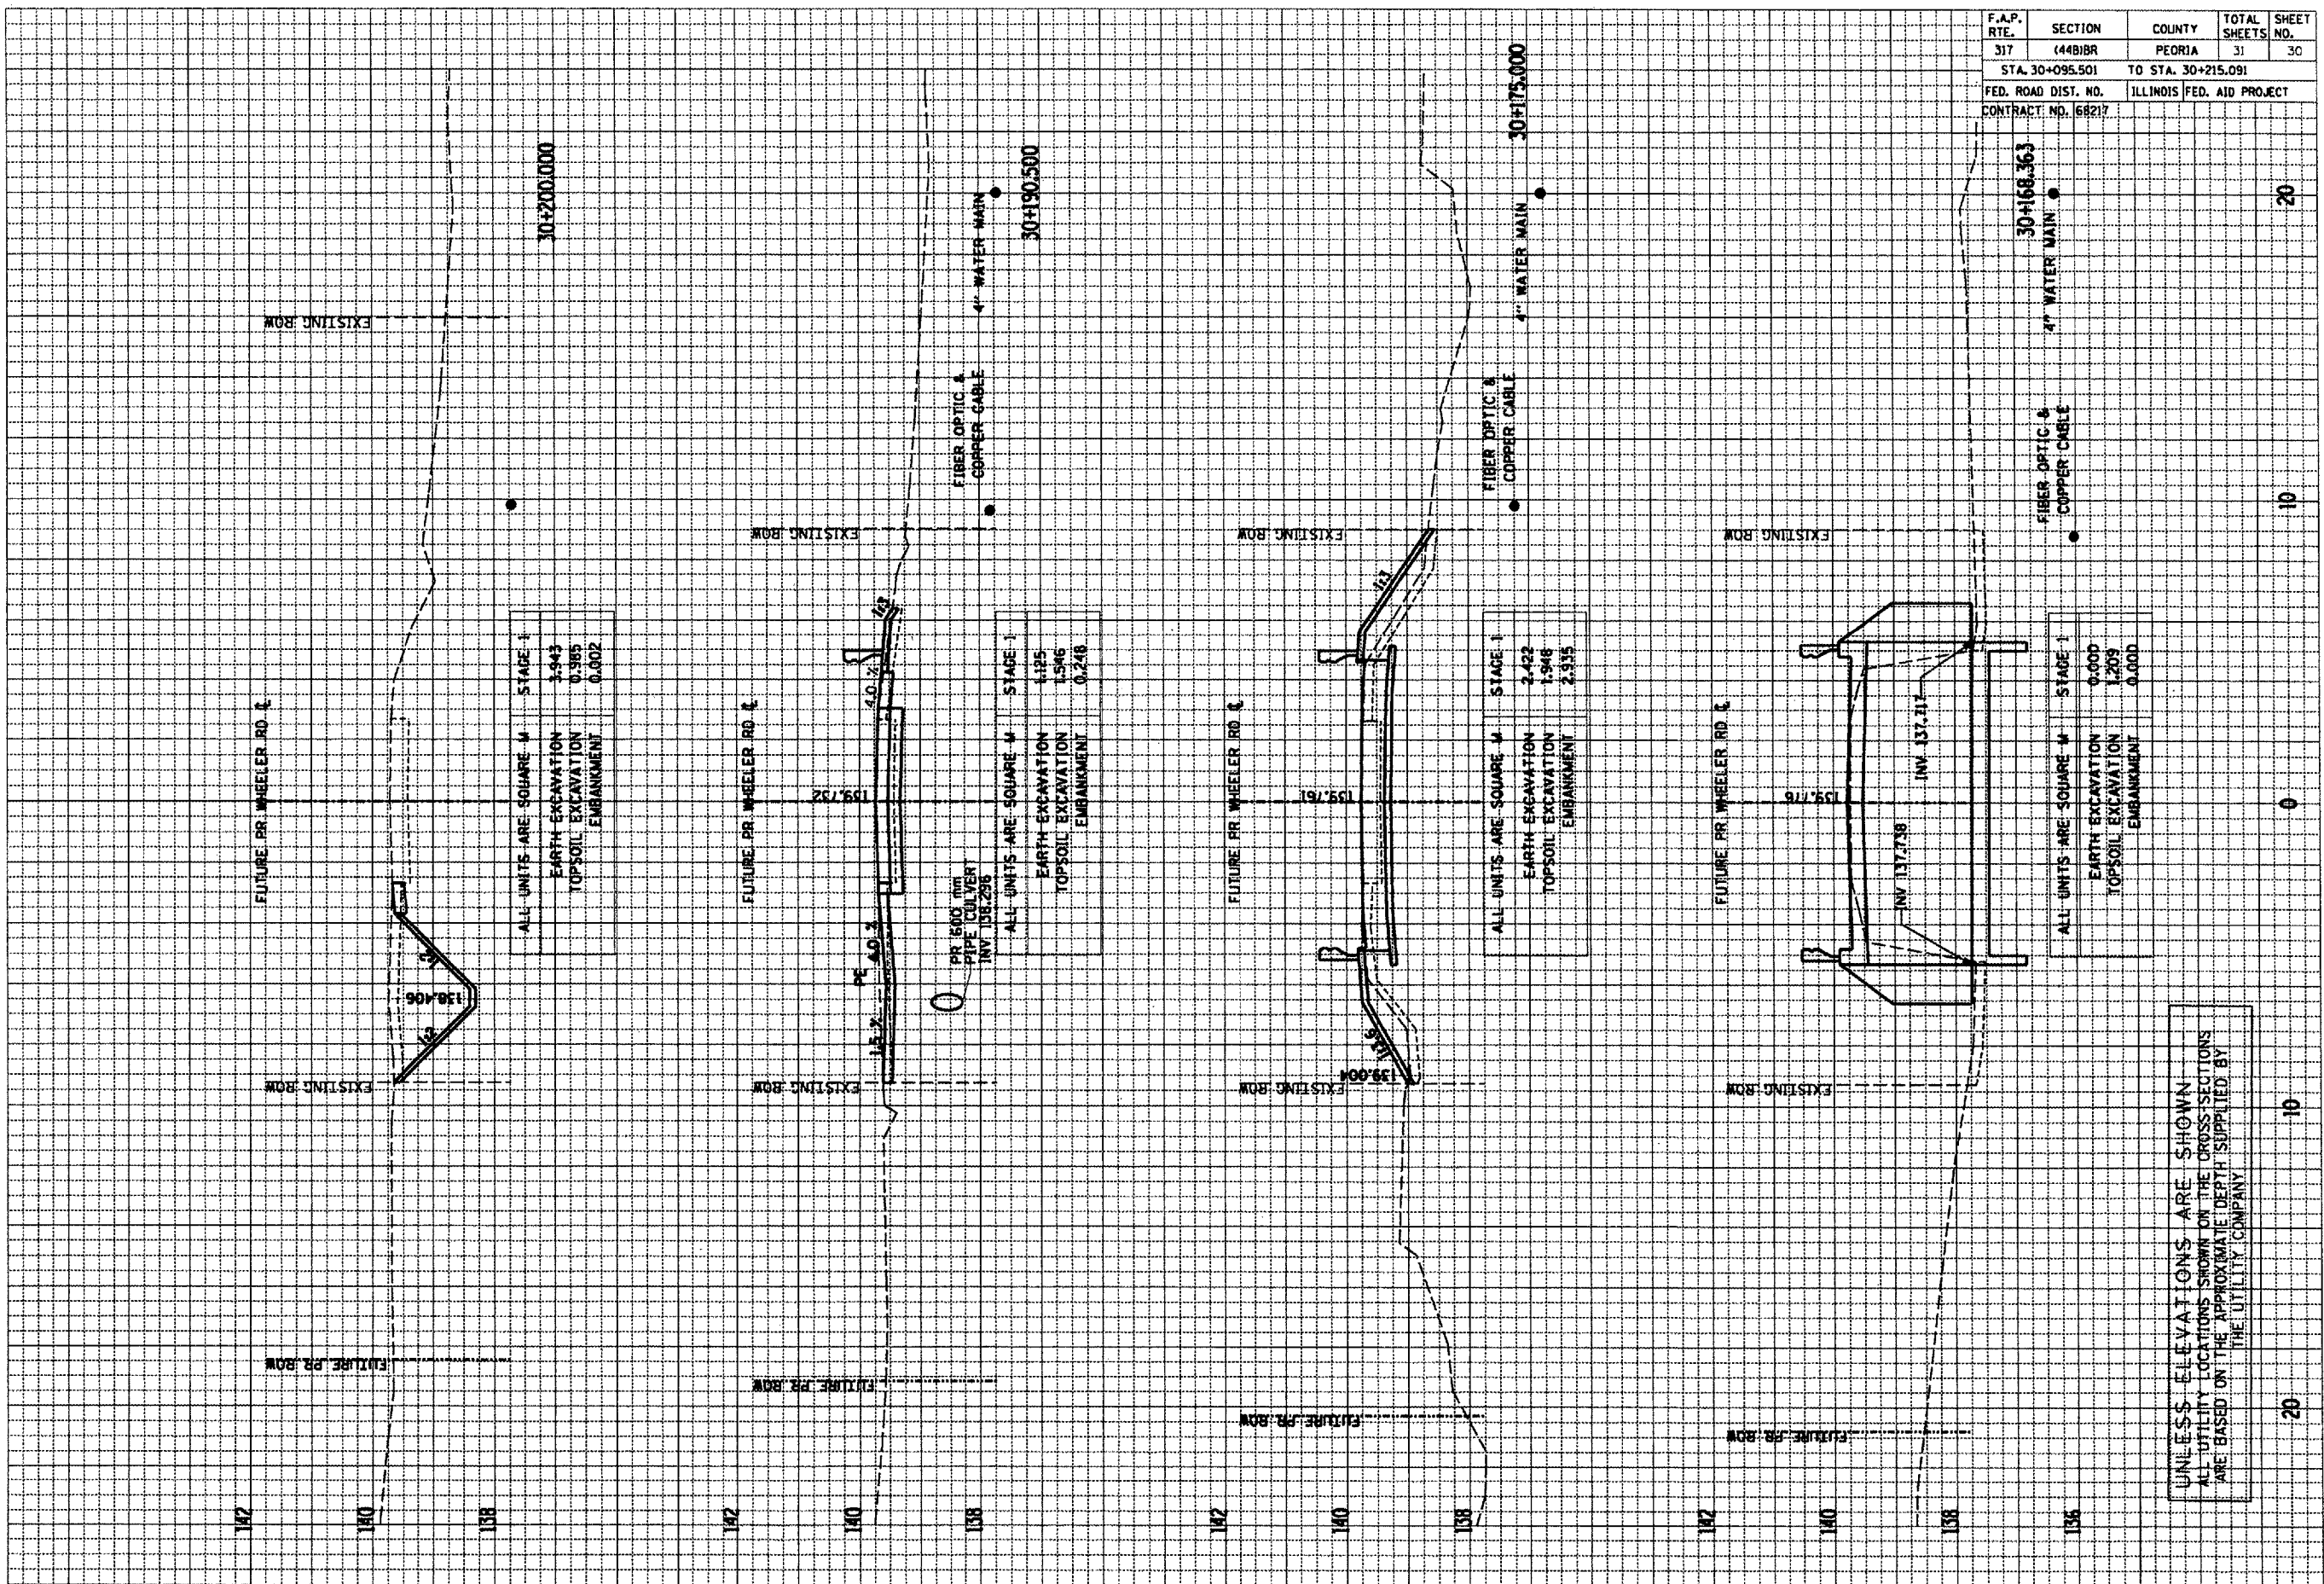 F.A.P. RTE. SECTION COUNTY TOTAL SHEETS SHEET NO.
317 (44B)BR PEORIA 31 30
STA. 30+095.501 TO STA. 30+215.091
FED. ROAD DIST. NO. ILLINOIS FED. AID PROJECT
CONTRACT NO. 68217
30+200.000
EXISTING ROW
FUTURE PR WHEELER RD ℄
ALL UNITS ARE SQUARE M STAGE 1
EARTH EXCAVATION 3.943
TOPSOIL EXCAVATION 0.985
EMBANKMENT 0.002
1:2
138.406
1:2
EXISTING ROW
FUTURE PR ROW
142
140
138
30+190.500
4" WATER MAIN
FIBER OPTIC &
COPPER CABLE
EXISTING ROW
1:3
4.0 %
FUTURE PR WHEELER RD ℄
139.732
ALL UNITS ARE SQUARE M STAGE 1
EARTH EXCAVATION 1.125
TOPSOIL EXCAVATION 1.546
EMBANKMENT 0.248
PE 4.0 %
1.5 %
PR 600 mm
PIPE CULVERT
INV 138.296
EXISTING ROW
FUTURE PR ROW
142
140
138
30+175.000
4" WATER MAIN
FIBER OPTIC &
COPPER CABLE
EXISTING ROW
1:3
FUTURE PR WHEELER RD ℄
139.761
ALL UNITS ARE SQUARE M STAGE 1
EARTH EXCAVATION 2.422
TOPSOIL EXCAVATION 1.948
EMBANKMENT 2.935
139.004
EXISTING ROW
FUTURE PR ROW
142
140
138
30+168.363
4" WATER MAIN
FIBER OPTIC &
COPPER CABLE
EXISTING ROW
FUTURE PR WHEELER RD ℄
139.776
INV 137.717
INV 137.738
ALL UNITS ARE SQUARE M STAGE 1
EARTH EXCAVATION 0.000
TOPSOIL EXCAVATION 1.209
EMBANKMENT 0.000
EXISTING ROW
FUTURE PR ROW
142
140
138
136
UNLESS ELEVATIONS ARE SHOWN
ALL UTILITY LOCATIONS SHOWN ON THE CROSS SECTIONS
ARE BASED ON THE APPROXIMATE DEPTH SUPPLIED BY
THE UTILITY COMPANY
20
10
0
10
20